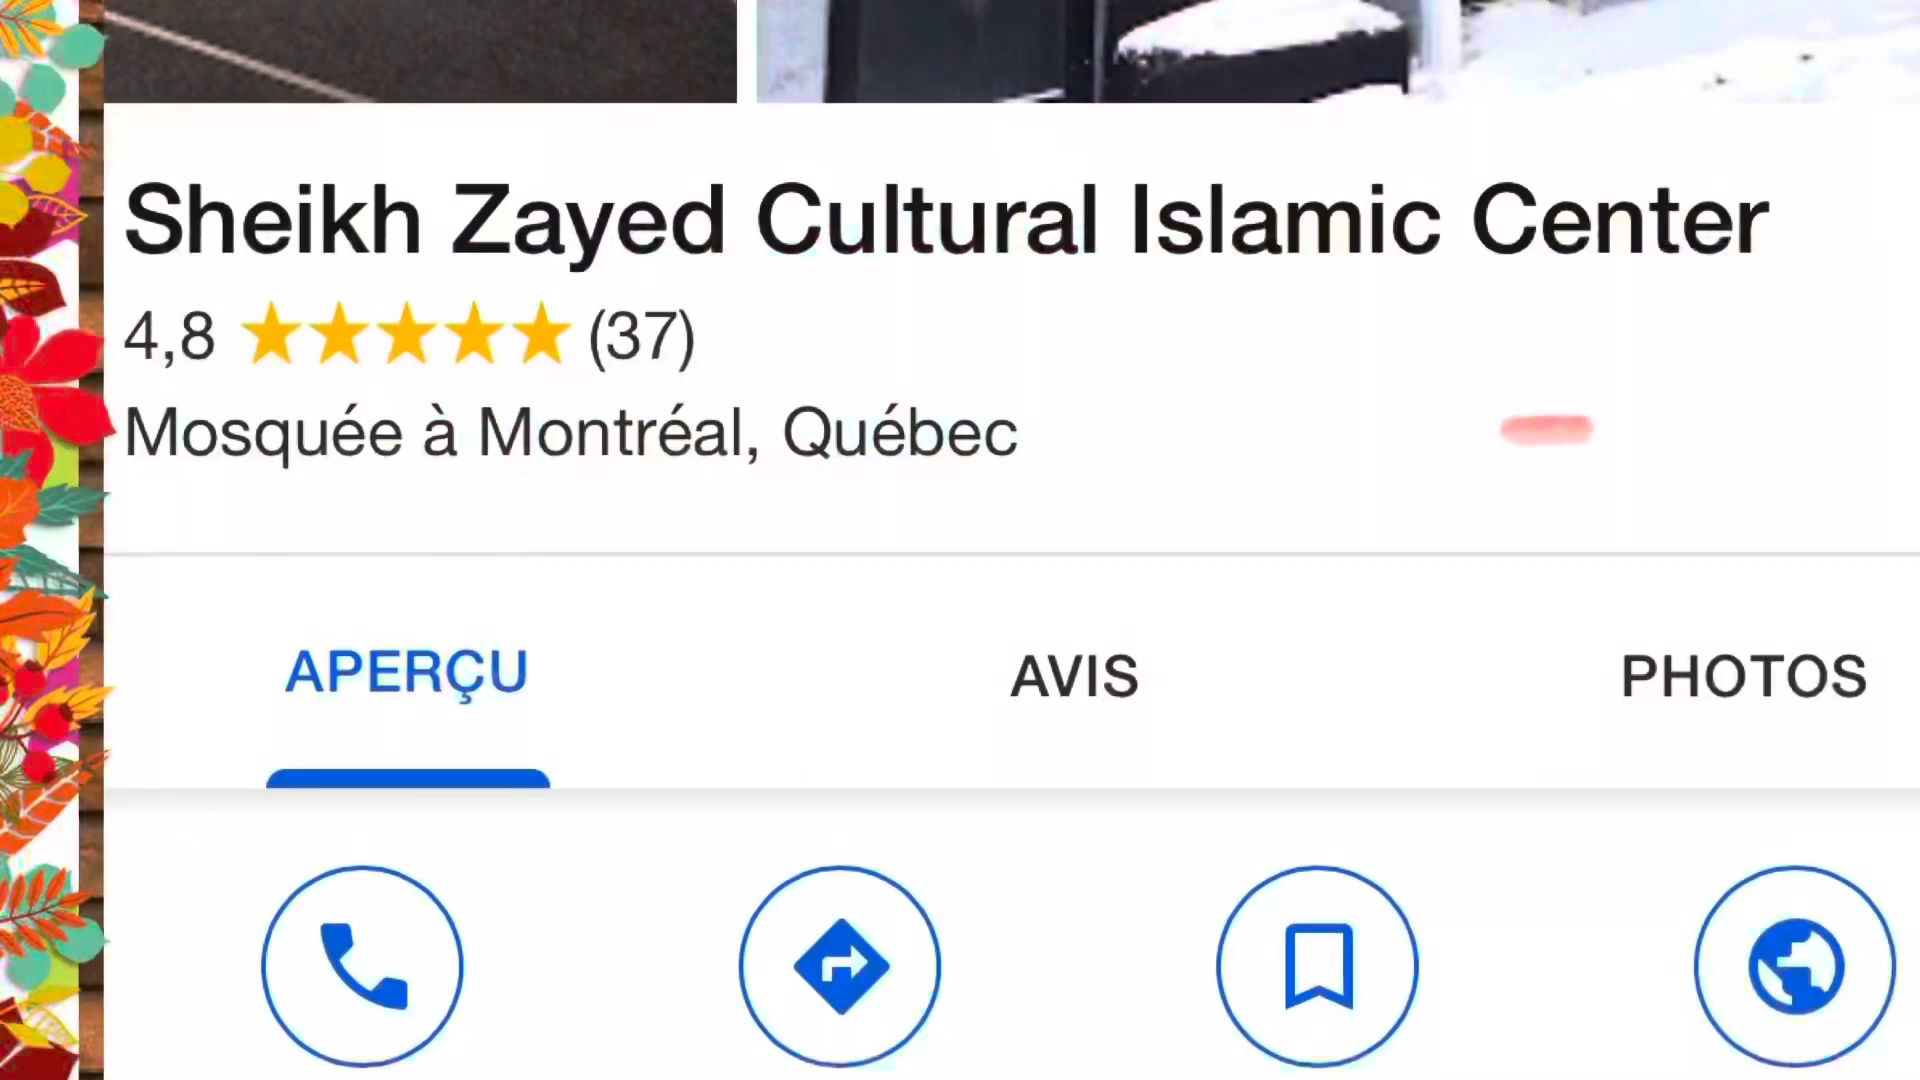 Sheikh Zayed Cultural Islamic Center
4,8 (37)
Mosquée à Montréal, Québec
APERÇU AVIS PHOTOS